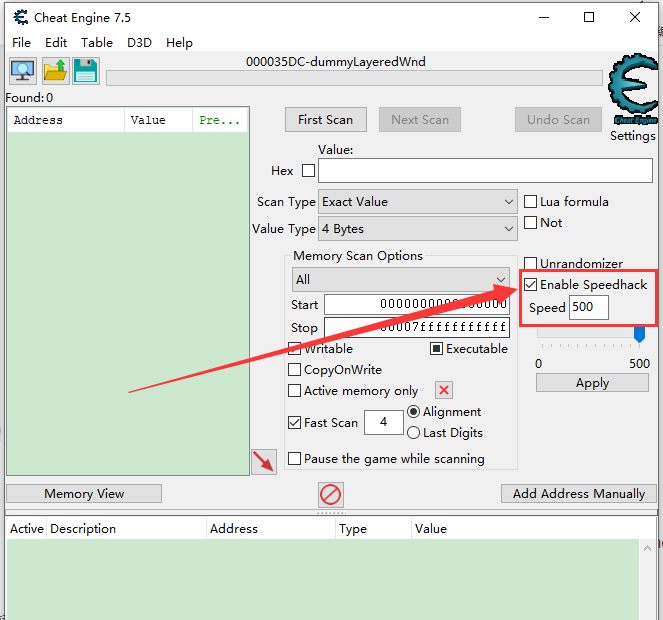 Cheat Engine 7.5
File Edit Table D3D Help
000035DC-dummyLayeredWnd
Found: 0
Address Value Pre...
First Scan Next Scan Undo Scan
Cheat Engine
Settings
Value:
Hex
Scan Type Exact Value Lua formula
Value Type 4 Bytes Not
Memory Scan Options
Unrandomizer
All
Enable Speedhack
Start
Speed 500
Stop 00007fffffffffff
Writable Executable
CopyOnWrite
0 500
Active memory only
Apply
Fast Scan 4 Alignment
Last Digits
Pause the game while scanning
Memory View Add Address Manually
Active Description Address Type Value